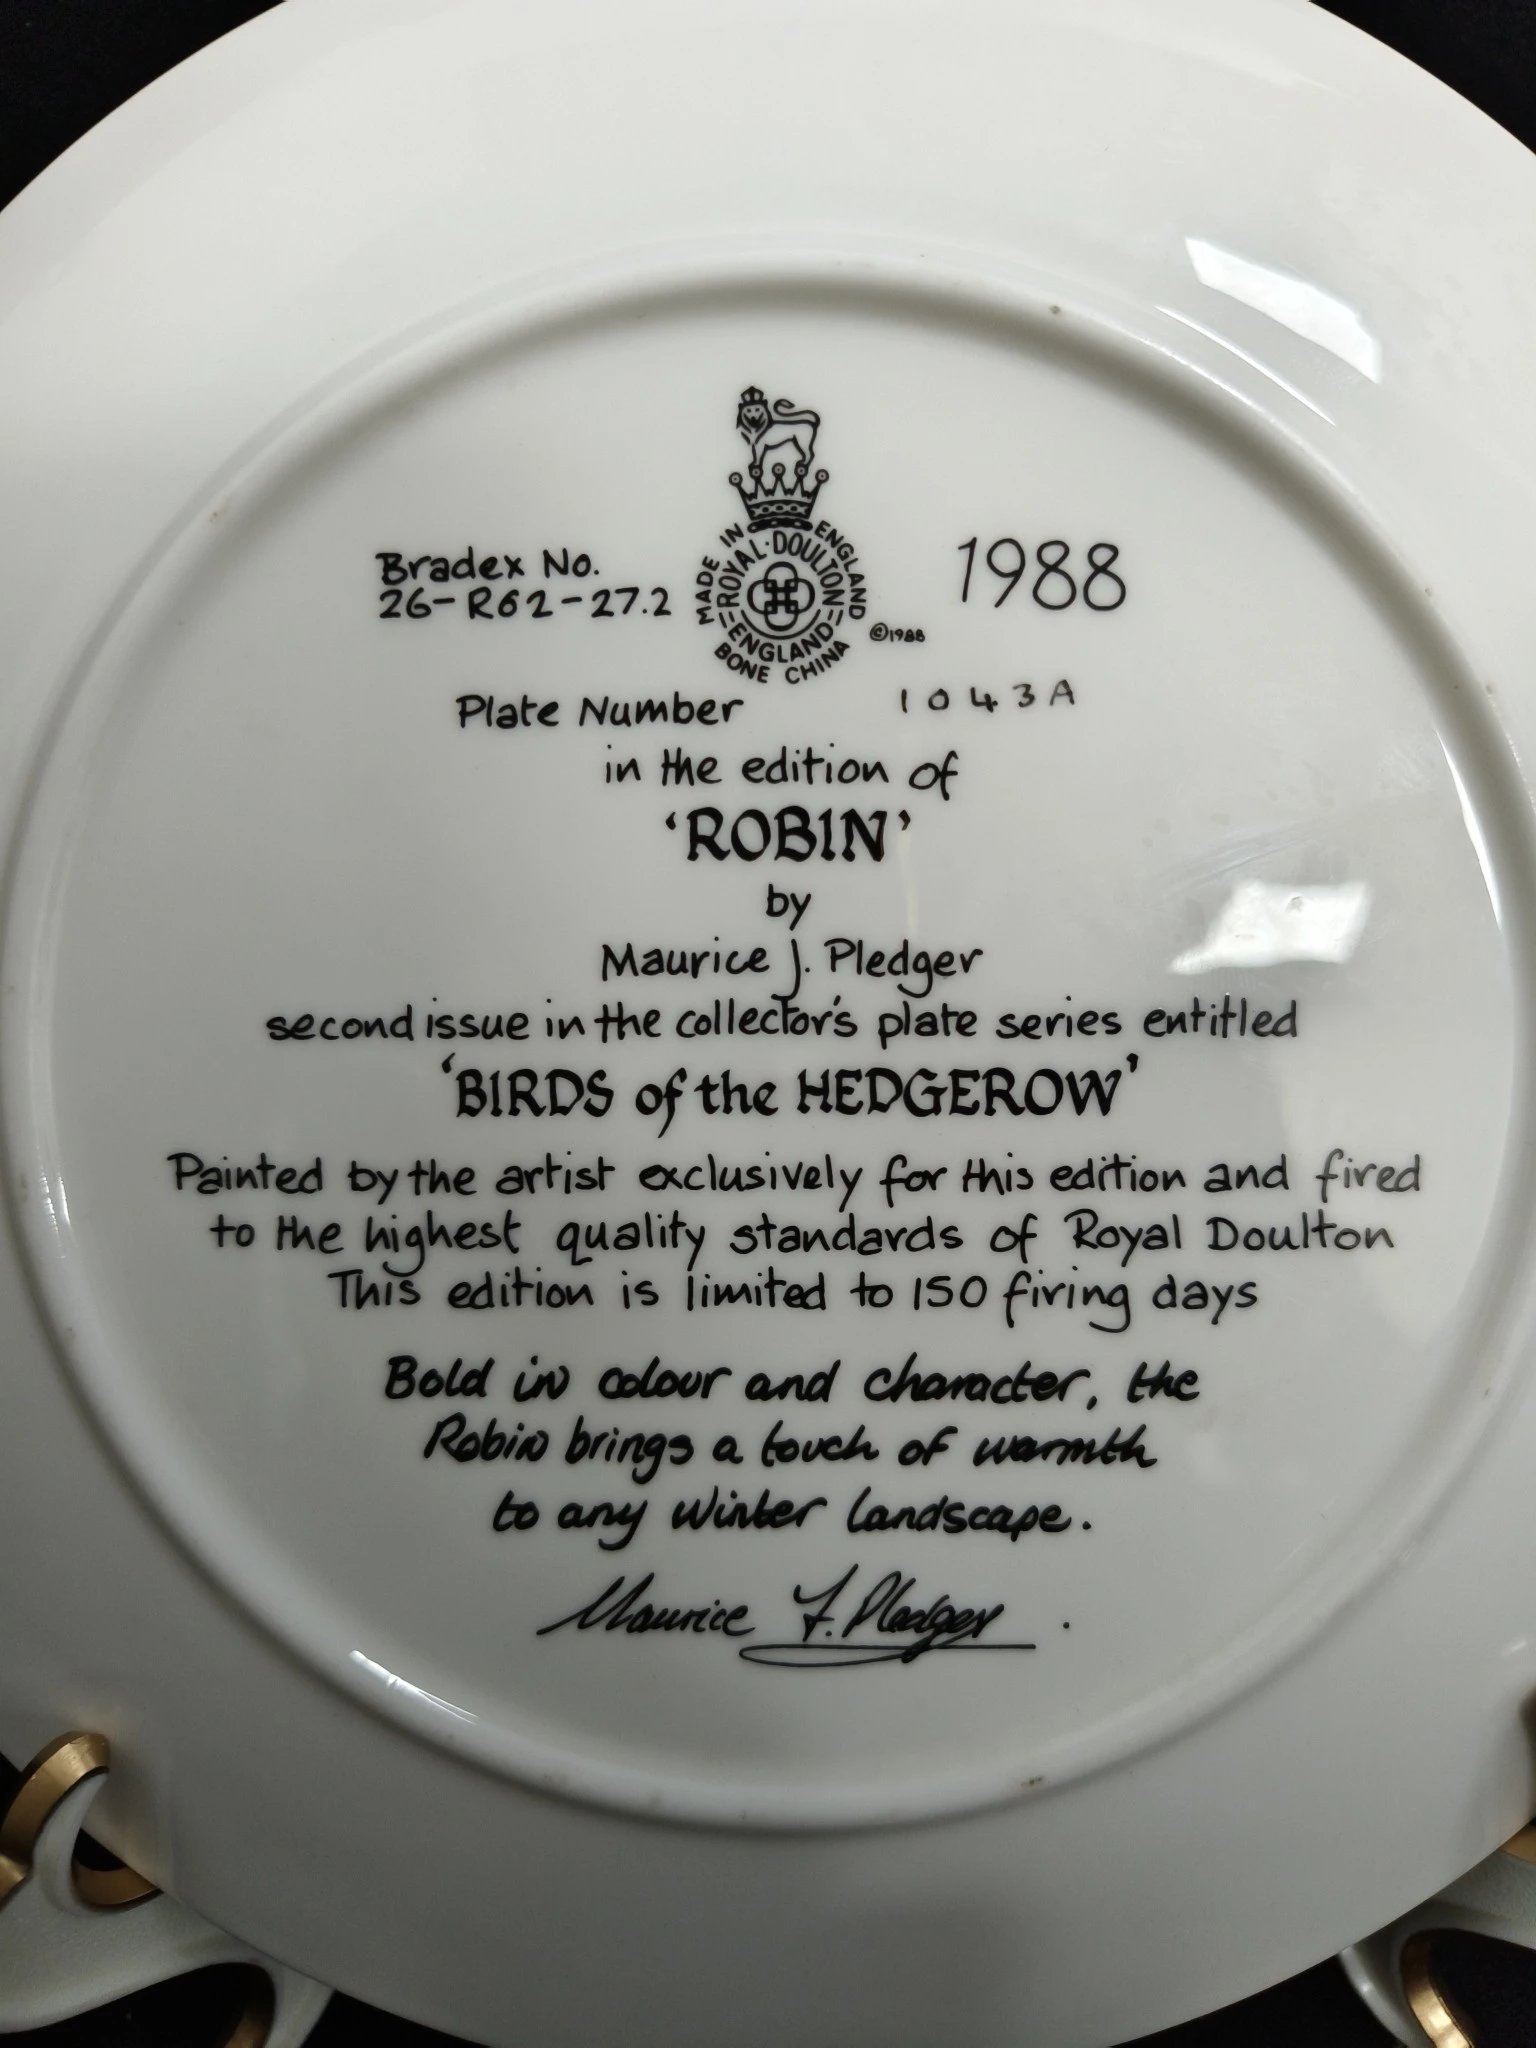 MADE IN ENGLAND
ROYAL·DOULTON
ENGLAND
BONE CHINA
©1988
Bradex No.
26-R62-27.2
1988
Plate Number 1043A
in the edition of
‘ROBIN’
by
Maurice J. Pledger
second issue in the collector's plate series entitled
‘BIRDS of the HEDGEROW’
Painted by the artist exclusively for this edition and fired
to the highest quality standards of Royal Doulton
This edition is limited to 150 firing days
Bold in colour and character, the
Robin brings a touch of warmth
to any Winter landscape.
Maurice J. Pledger